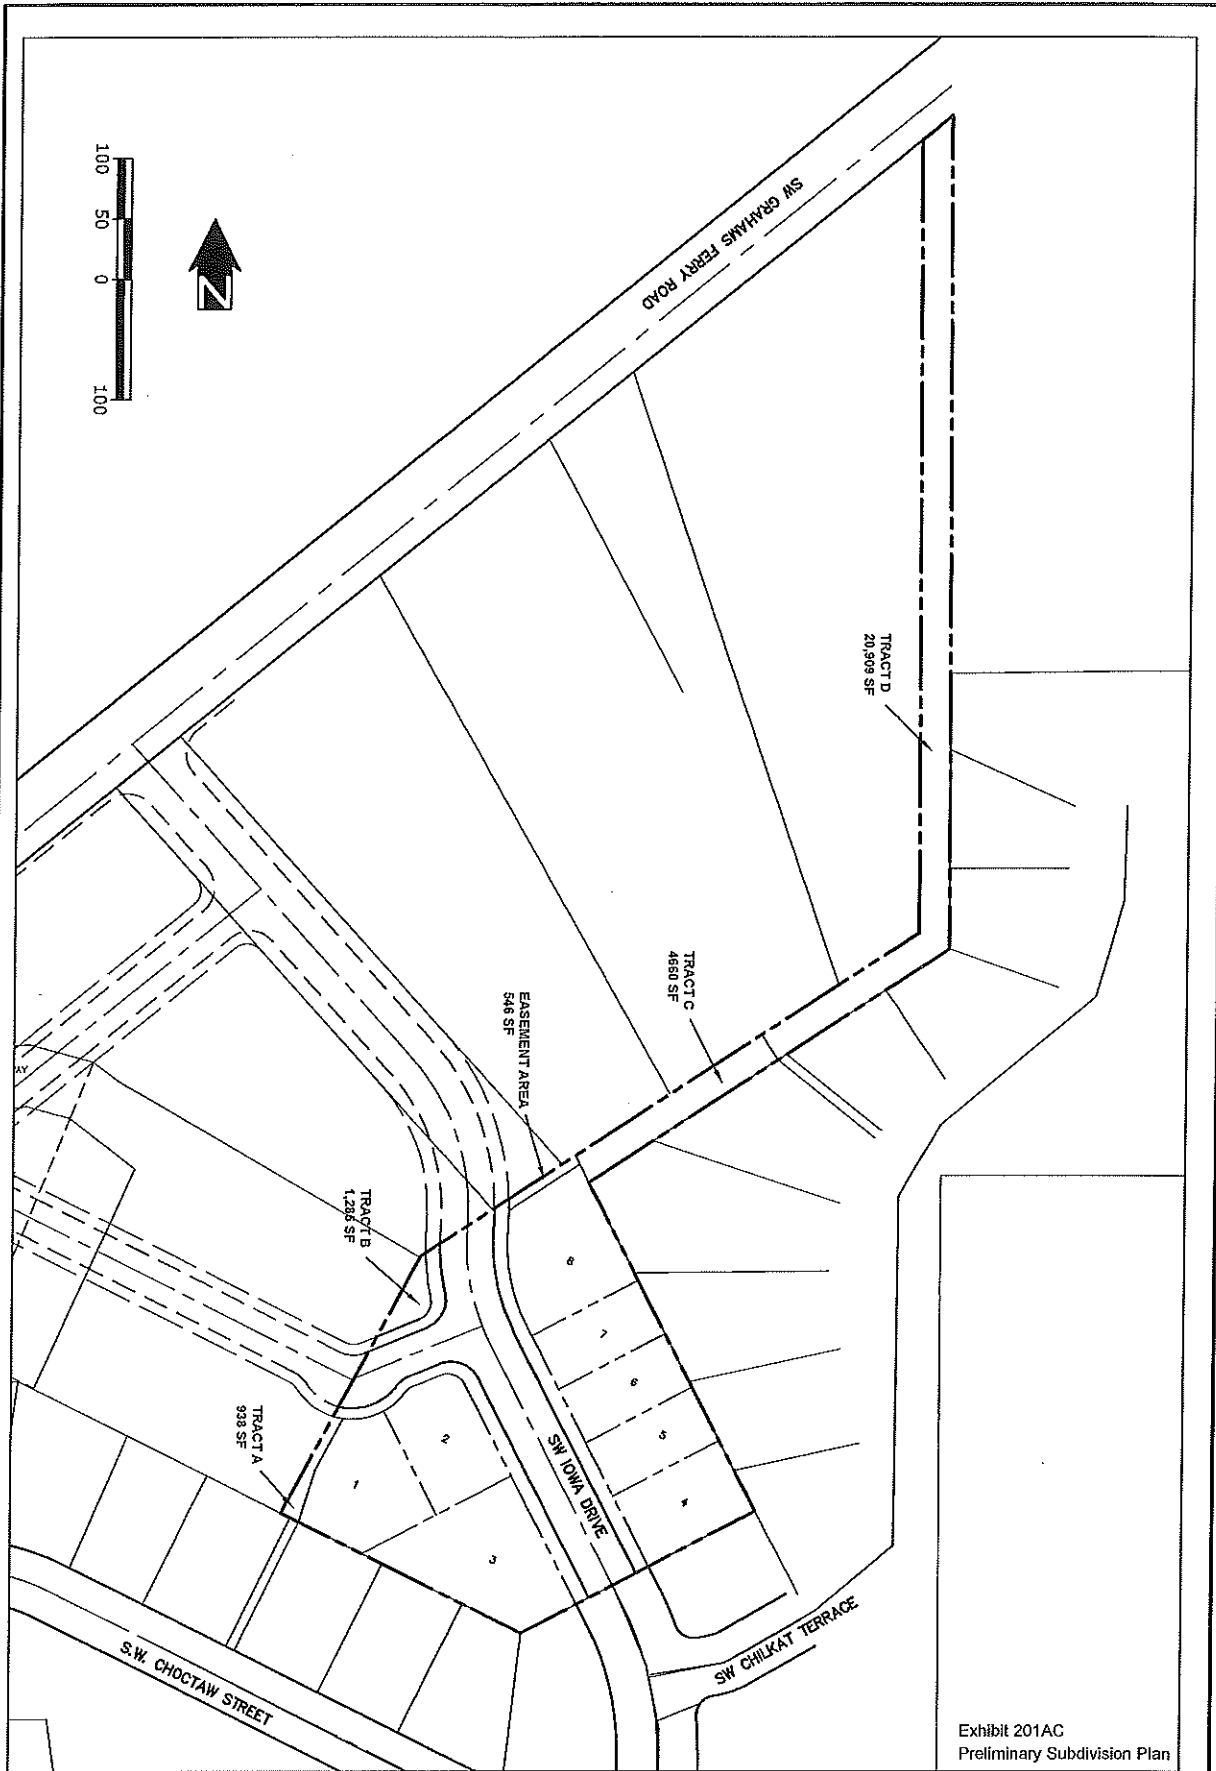 100
50
0
100
N
SW GRAHAMS FERRY ROAD
TRACT D
20,909 SF
TRACT C
4660 SF
EASEMENT AREA
546 SF
TRACT B
1,286 SF
TRACT A
938 SF
8
7
6
5
4
2
1
3
SW IOWA DRIVE
SW CHILKAT TERRACE
S.W. CHOCTAW STREET
Exhibit 201AC
Preliminary Subdivision Plan